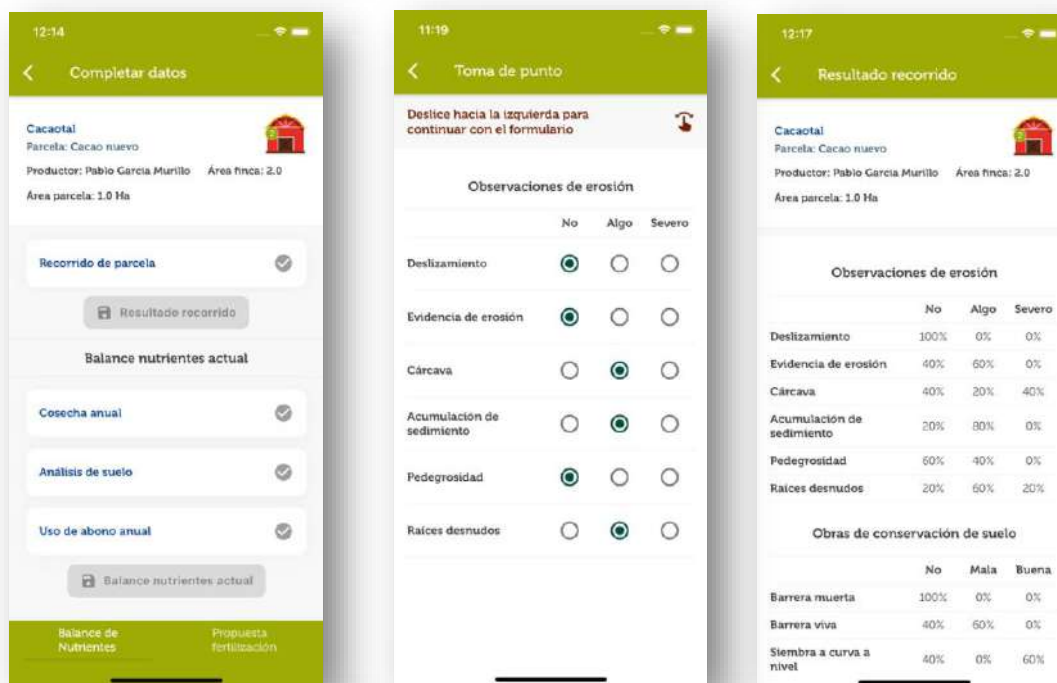 12:14
Completar datos
Cacaotal
Parcela: Cacao nuevo
Productor: Pablo Garcia Murillo Área finca: 2.0
Área parcela: 1.0 Ha
Recorrido de parcela
Resultado recorrido
Balance nutrientes actual
Cosecha anual
Análisis de suelo
Uso de abono anual
Balance nutrientes actual
Balance de
Nutrientes
Propuesta
fertilización
11:19
Toma de punto
Deslice hacia la izquierda para
continuar con el formulario
Observaciones de erosión
No Algo Severo
Deslizamiento
Evidencia de erosión
Cárcava
Acumulación de
sedimento
Pedegrosidad
Raíces desnudos
12:17
Resultado recorrido
Cacaotal
Parcela: Cacao nuevo
Productor: Pablo Garcia Murillo Área finca: 2.0
Área parcela: 1.0 Ha
Observaciones de erosión
No Algo Severo
Deslizamiento 100% 0% 0%
Evidencia de erosión 40% 60% 0%
Cárcava 40% 20% 40%
Acumulación de
sedimento 20% 80% 0%
Pedegrosidad 60% 40% 0%
Raíces desnudos 20% 60% 20%
Obras de conservación de suelo
No Mala Buena
Barrera muerta 100% 0% 0%
Barrera viva 40% 60% 0%
Siembra a curva a
nivel 40% 0% 60%